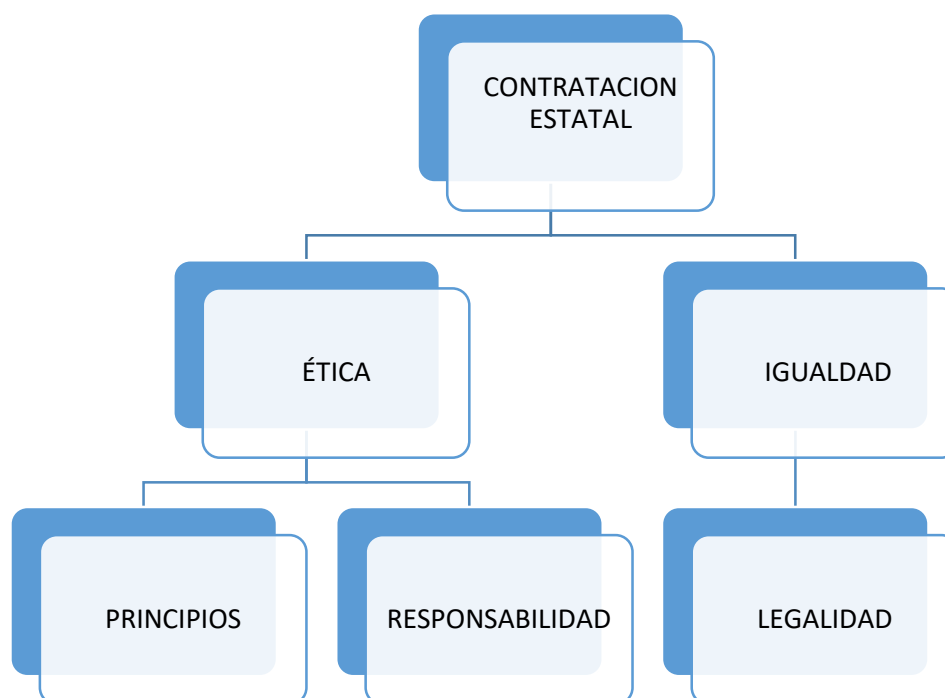 CONTRATACION
ESTATAL
ÉTICA
IGUALDAD
PRINCIPIOS
RESPONSABILIDAD
LEGALIDAD